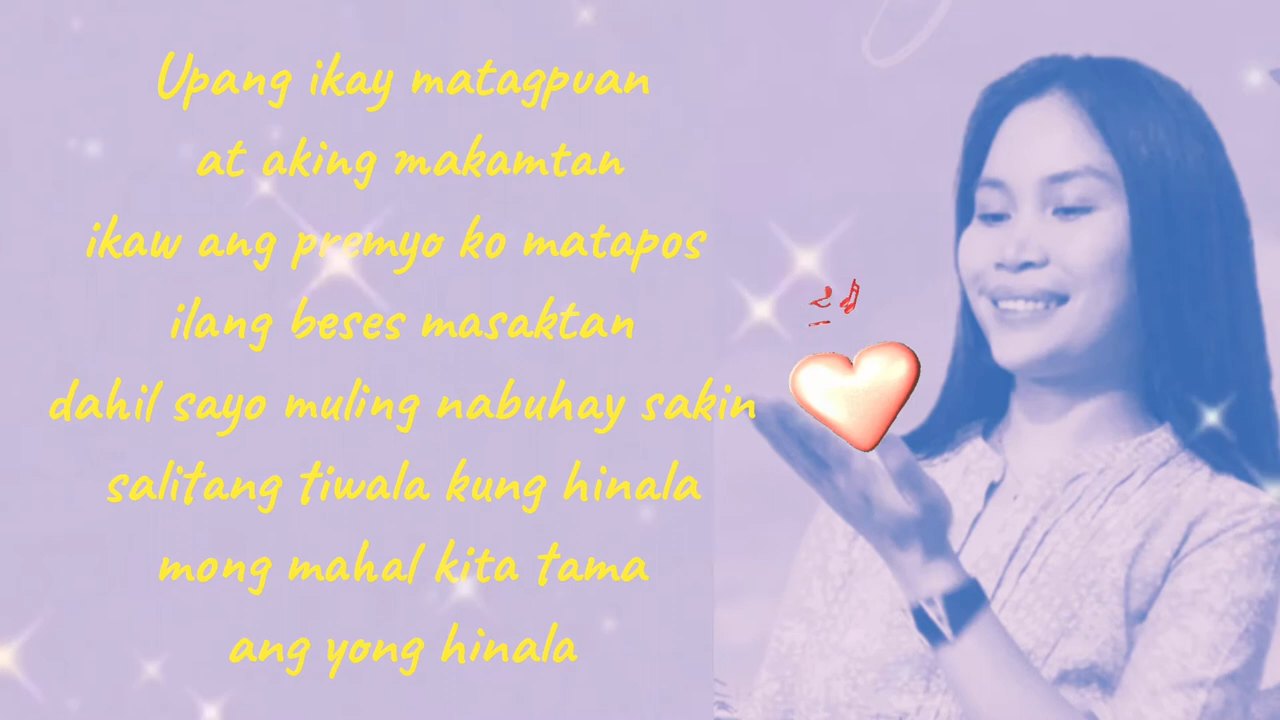 Upang ikay matagpuan
at aking makamtan
ikaw ang premyo ko matapos
ilang beses masaktan
dahil sayo muling nabuhay sakin
salitang tiwala kung hinala
mong mahal kita tama
ang yong hinala